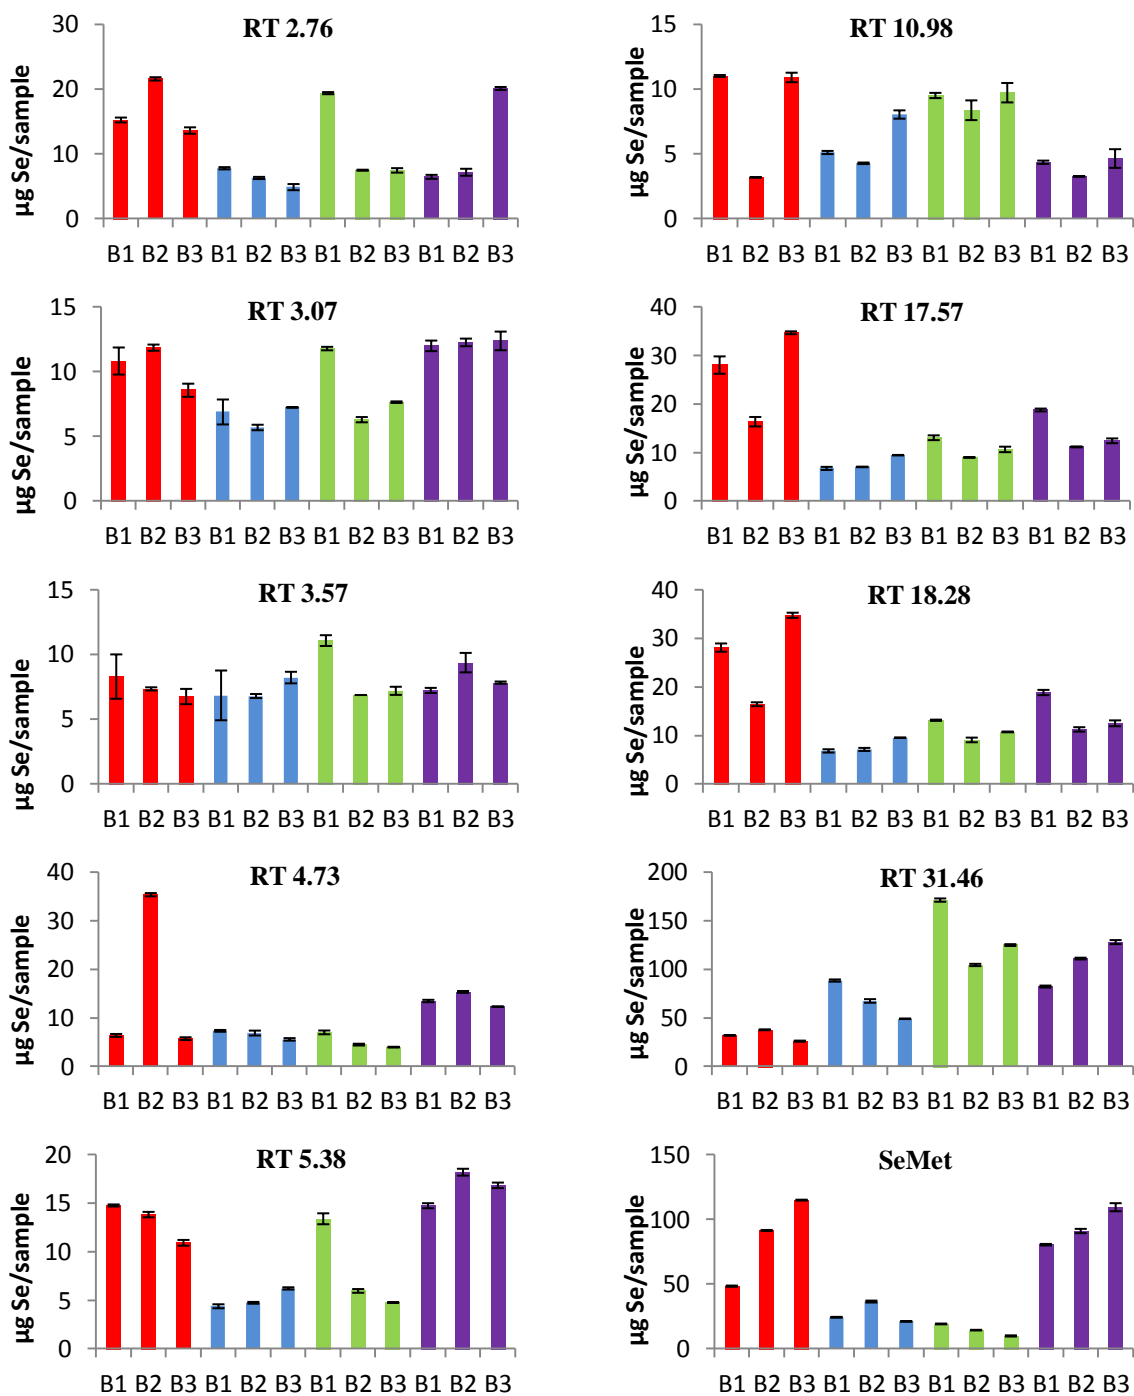 RT 2.76
µg Se/sample
30
20
10
0
B1 B2 B3 B1 B2 B3 B1 B2 B3 B1 B2 B3
RT 10.98
µg Se/sample
15
10
5
0
B1 B2 B3 B1 B2 B3 B1 B2 B3 B1 B2 B3
RT 3.07
µg Se/sample
15
10
5
0
B1 B2 B3 B1 B2 B3 B1 B2 B3 B1 B2 B3
RT 17.57
µg Se/sample
40
30
20
10
0
B1 B2 B3 B1 B2 B3 B1 B2 B3 B1 B2 B3
RT 3.57
µg Se/sample
15
10
5
0
B1 B2 B3 B1 B2 B3 B1 B2 B3 B1 B2 B3
RT 18.28
µg Se/sample
40
30
20
10
0
B1 B2 B3 B1 B2 B3 B1 B2 B3 B1 B2 B3
RT 4.73
µg Se/sample
40
30
20
10
0
B1 B2 B3 B1 B2 B3 B1 B2 B3 B1 B2 B3
RT 31.46
µg Se/sample
200
150
100
50
0
B1 B2 B3 B1 B2 B3 B1 B2 B3 B1 B2 B3
RT 5.38
µg Se/sample
20
15
10
5
0
B1 B2 B3 B1 B2 B3 B1 B2 B3 B1 B2 B3
SeMet
µg Se/sample
150
100
50
0
B1 B2 B3 B1 B2 B3 B1 B2 B3 B1 B2 B3